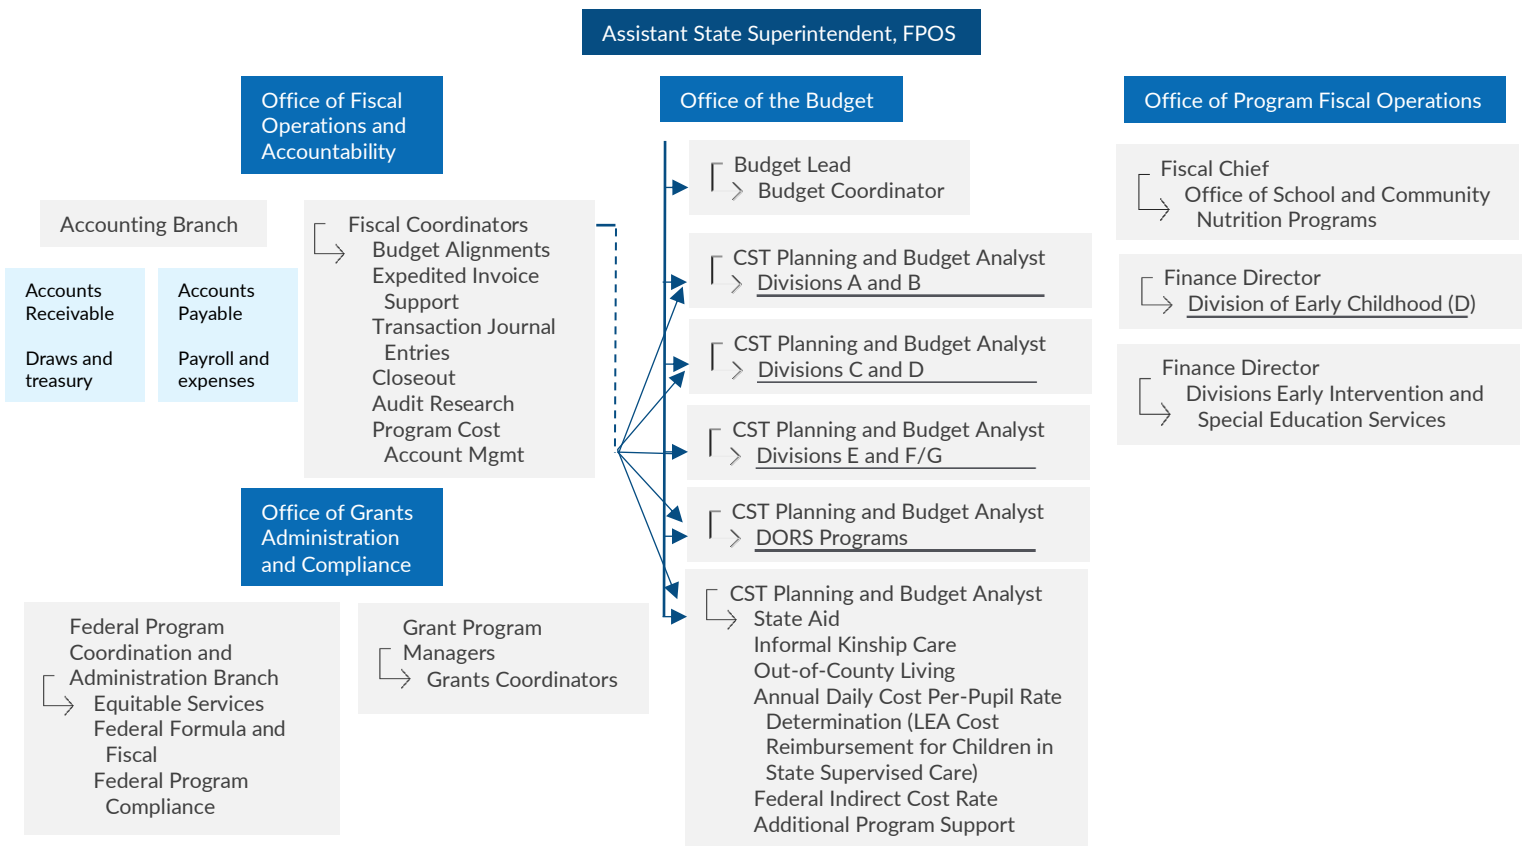 Assistant State Superintendent, FPOS
Office of Fiscal
Operations and
Accountability
Accounting Branch
Accounts
Receivable
Draws and
treasury
Accounts
Payable
Payroll and
expenses
Fiscal Coordinators
Budget Alignments
Expedited Invoice
Support
Transaction Journal
Entries
Closeout
Audit Research
Program Cost
Account Mgmt
Office of Grants
Administration
and Compliance
Federal Program
Coordination and
Administration Branch
Equitable Services
Federal Formula and
Fiscal
Federal Program
Compliance
Grant Program
Managers
Grants Coordinators
Office of the Budget
Budget Lead
Budget Coordinator
CST Planning and Budget Analyst
Divisions A and B
CST Planning and Budget Analyst
Divisions C and D
CST Planning and Budget Analyst
Divisions E and F/G
CST Planning and Budget Analyst
DORS Programs
CST Planning and Budget Analyst
State Aid
Informal Kinship Care
Out-of-County Living
Annual Daily Cost Per-Pupil Rate
Determination (LEA Cost
Reimbursement for Children in
State Supervised Care)
Federal Indirect Cost Rate
Additional Program Support
Office of Program Fiscal Operations
Fiscal Chief
Office of School and Community
Nutrition Programs
Finance Director
Division of Early Childhood (D)
Finance Director
Divisions Early Intervention and
Special Education Services